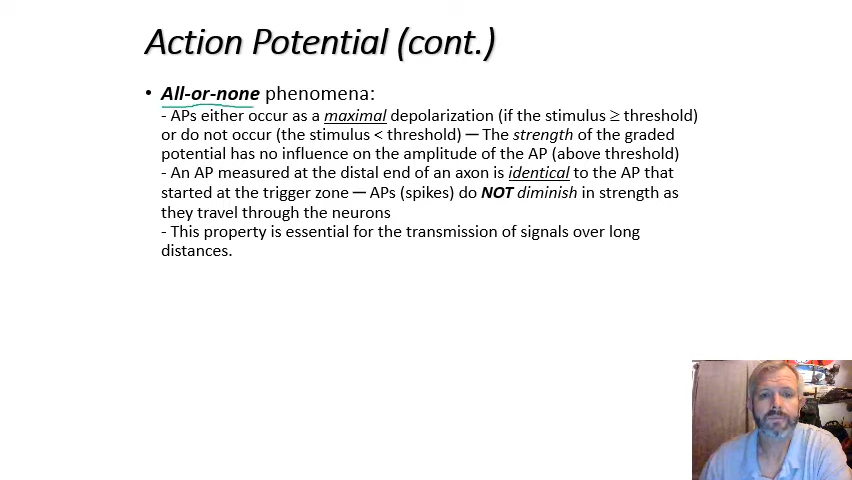 Action Potential (cont.)
• All-or-none phenomena:
- APs either occur as a maximal depolarization (if the stimulus ≥ threshold)
or do not occur (the stimulus < threshold) — The strength of the graded
potential has no influence on the amplitude of the AP (above threshold)
- An AP measured at the distal end of an axon is identical to the AP that
started at the trigger zone — APs (spikes) do NOT diminish in strength as
they travel through the neurons
- This property is essential for the transmission of signals over long
distances.